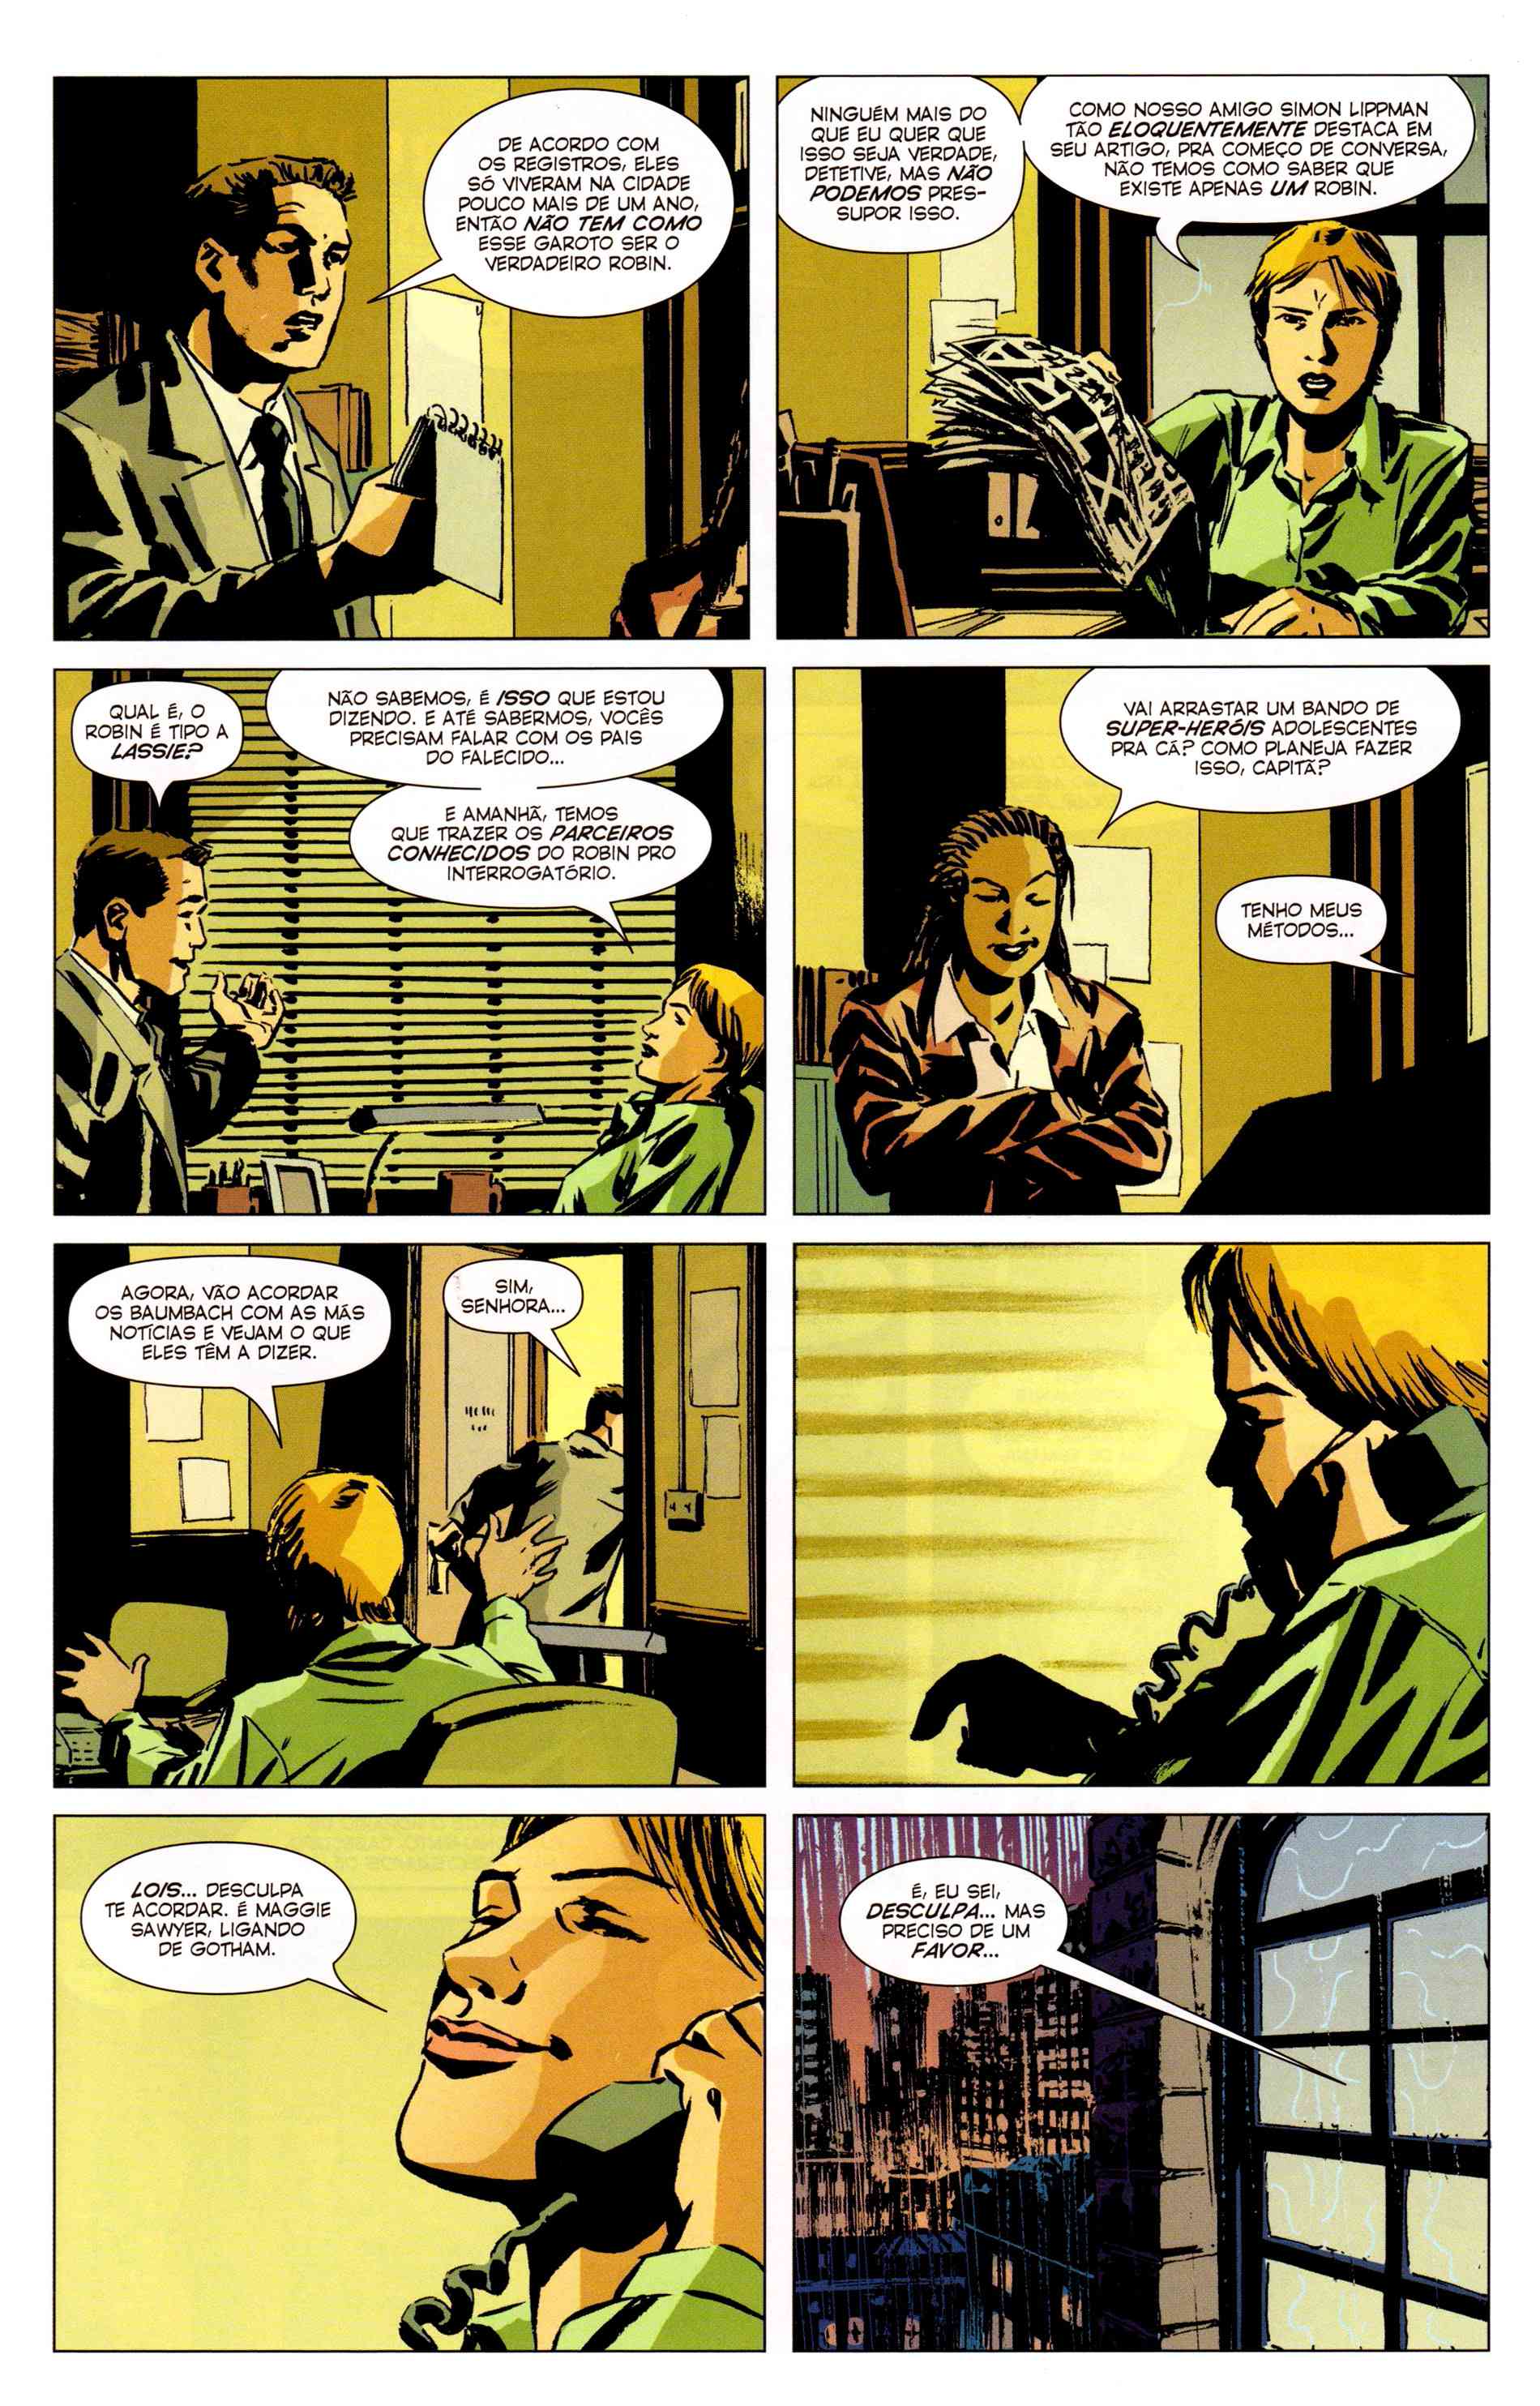 DE ACORDO COM
OS REGISTROS, ELES
SÓ VIVERAM NA CIDADE
POUCO MAIS DE UM ANO,
ENTÃO NÃO TEM COMO
ESSE GAROTO SER O
VERDADEIRO ROBIN.
NINGUÉM MAIS DO
QUE EU QUER QUE
ISSO SEJA VERDADE,
DETETIVE, MAS NÃO
PODEMOS PRES-
SUPOR ISSO.
COMO NOSSO AMIGO SIMON LIPPMAN
TÃO ELOQUENTEMENTE DESTACA EM
SEU ARTIGO, PRA COMEÇO DE CONVERSA,
NÃO TEMOS COMO SABER QUE
EXISTE APENAS UM ROBIN.
QUAL É, O
ROBIN É TIPO A
LASSIE?
NÃO SABEMOS, É ISSO QUE ESTOU
DIZENDO. E ATÉ SABERMOS, VOCÊS
PRECISAM FALAR COM OS PAIS
DO FALECIDO...
E AMANHÃ, TEMOS
QUE TRAZER OS PARCEIROS
CONHECIDOS DO ROBIN PRO
INTERROGATÓRIO.
VAI ARRASTAR UM BANDO DE
SUPER-HERÓIS ADOLESCENTES
PRA CÁ? COMO PLANEJA FAZER
ISSO, CAPITÃ?
TENHO MEUS
MÉTODOS...
AGORA, VÃO ACORDAR
OS BAUMBACH COM AS MÁS
NOTÍCIAS E VEJAM O QUE
ELES TÊM A DIZER.
SIM,
SENHORA...
LOIS... DESCULPA
TE ACORDAR. É MAGGIE
SAWYER, LIGANDO
DE GOTHAM.
É, EU SEI,
DESCULPA... MAS
PRECISO DE UM
FAVOR...